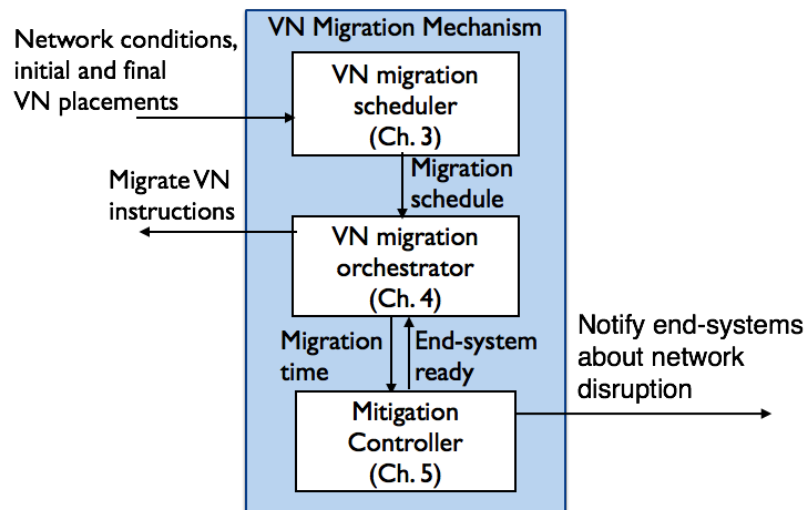 VN Migration Mechanism
Network conditions,
initial and final
VN placements
VN migration
scheduler
(Ch. 3)
Migration
schedule
Migrate VN
instructions
VN migration
orchestrator
(Ch. 4)
Migration
time
End-system
ready
Notify end-systems
about network
disruption
Mitigation
Controller
(Ch. 5)